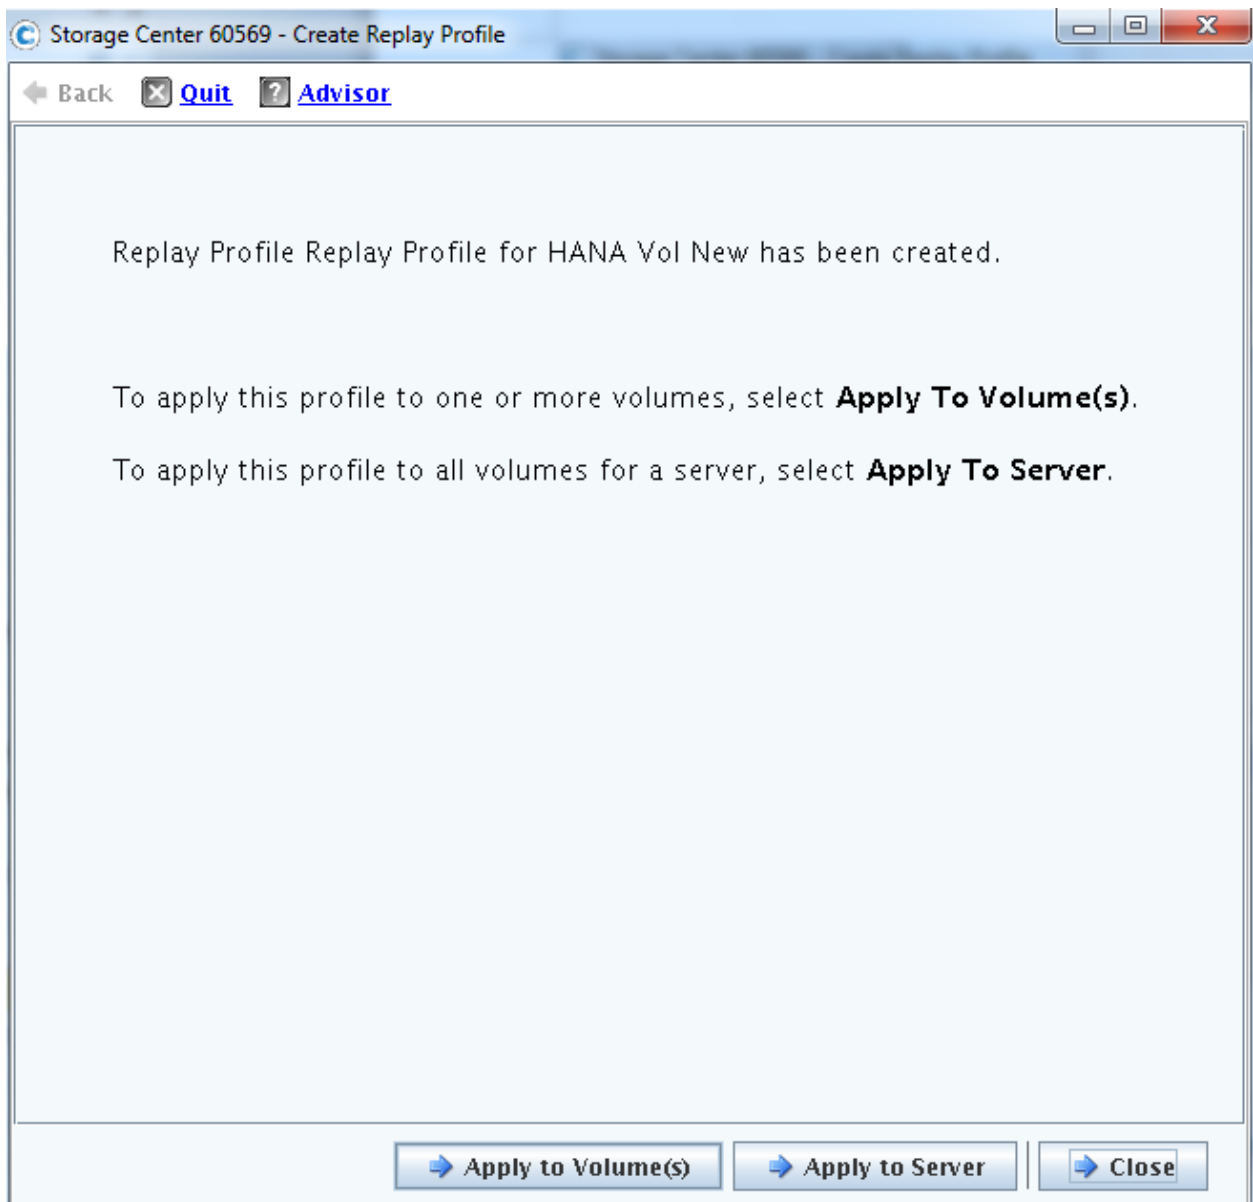 Storage Center 60569 - Create Replay Profile
Back Quit ? Advisor
Replay Profile Replay Profile for HANA Vol New has been created.
To apply this profile to one or more volumes, select Apply To Volume(s).
To apply this profile to all volumes for a server, select Apply To Server.
Apply to Volume(s) Apply to Server Close